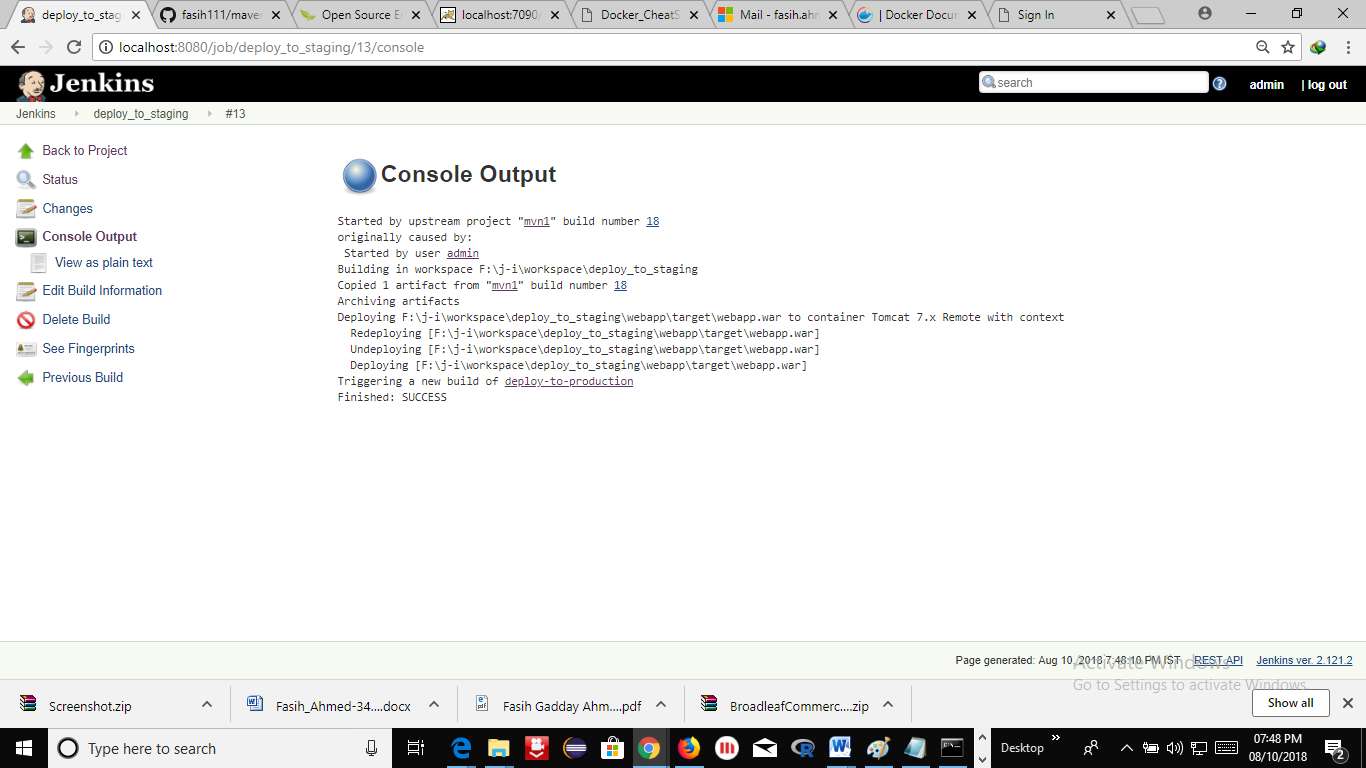 deploy_to_stag
fasih111/mave
Open Source E
localhost:7090/
Docker_CheatS
Mail - fasih.ahm
| Docker Docum
Sign In
localhost:8080/job/deploy_to_staging/13/console
Jenkins
search
admin
| log out
Jenkins
deploy_to_staging
#13
Back to Project
Status
Changes
Console Output
View as plain text
Edit Build Information
Delete Build
See Fingerprints
Previous Build
Console Output
Started by upstream project "mvn1" build number 18
originally caused by:
Started by user admin
Building in workspace F:\j-i\workspace\deploy_to_staging
Copied 1 artifact from "mvn1" build number 18
Archiving artifacts
Deploying F:\j-i\workspace\deploy_to_staging\webapp\target\webapp.war to container Tomcat 7.x Remote with context
Redeploying [F:\j-i\workspace\deploy_to_staging\webapp\target\webapp.war]
Undeploying [F:\j-i\workspace\deploy_to_staging\webapp\target\webapp.war]
Deploying [F:\j-i\workspace\deploy_to_staging\webapp\target\webapp.war]
Triggering a new build of deploy-to-production
Finished: SUCCESS
Page generated: Aug 10, 2018 7:48:10 PM IST
REST API
Jenkins ver. 2.121.2
Activate Windows
Go to Settings to activate Windows.
Screenshot.zip
Fasih_Ahmed-34....docx
Fasih Gadday Ahm....pdf
BroadleafCommerc....zip
Show all
Type here to search
Desktop
07:48 PM
08/10/2018
2